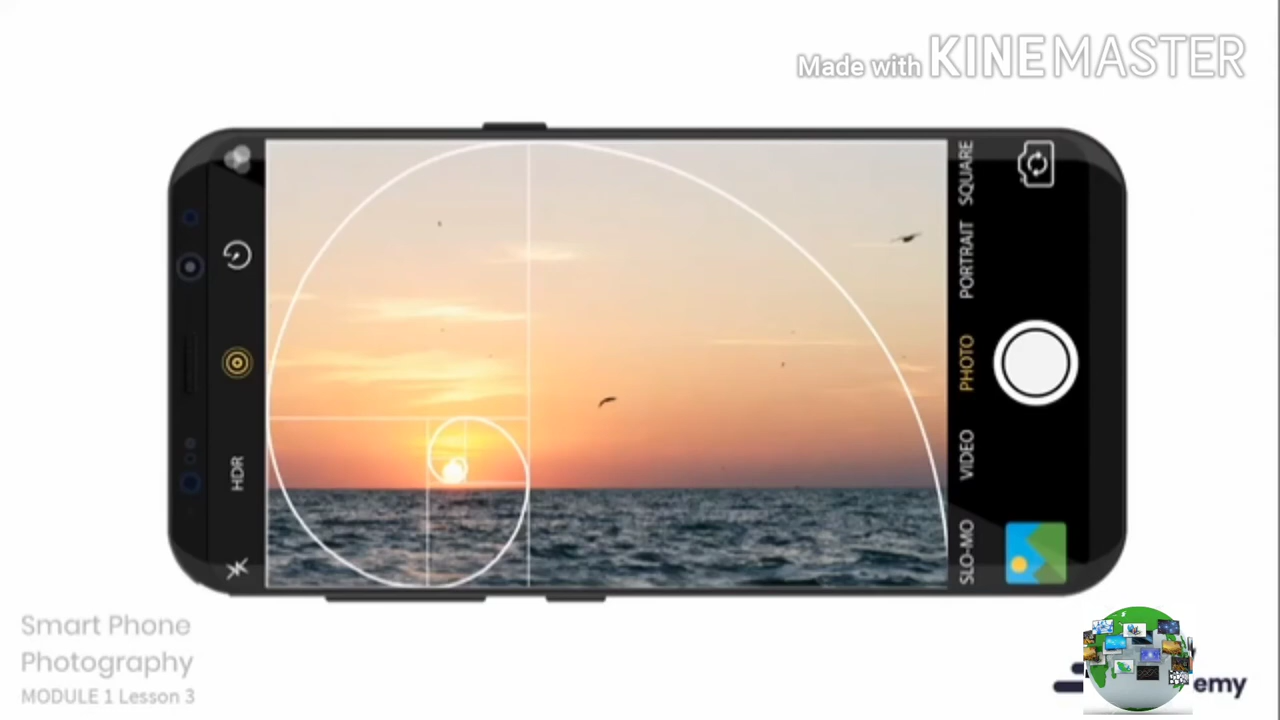 Made with KINEMASTER
SQUARE
PORTRAIT
PHOTO
VIDEO
SLO-MO
HDR
Smart Phone
Photography
MODULE 1 Lesson 3
emy